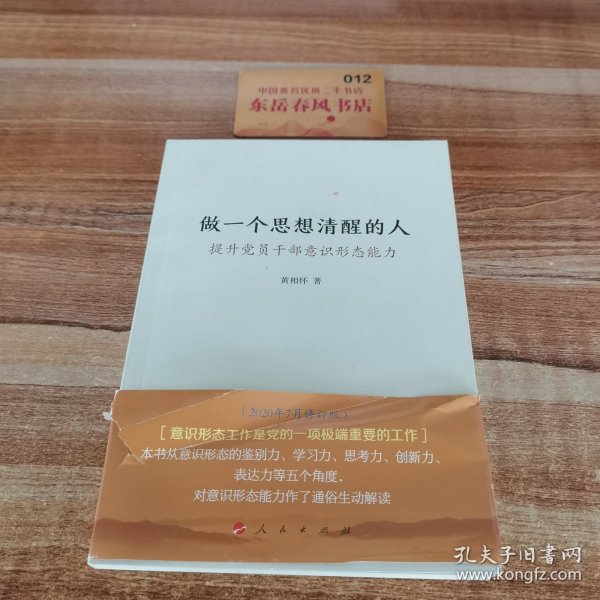 012
中国著名优质二手书店
东岳春风书店
做一个思想清醒的人
提升党员干部意识形态能力
黄相怀 著
(2020年7月修订版)
[意识形态工作是党的一项极端重要的工作]
本书从意识形态的鉴别力、学习力、思考力、创新力、
表达力等五个角度,
对意识形态能力作了通俗生动解读
人民出版社
孔夫子旧书网
www.kongfz.com